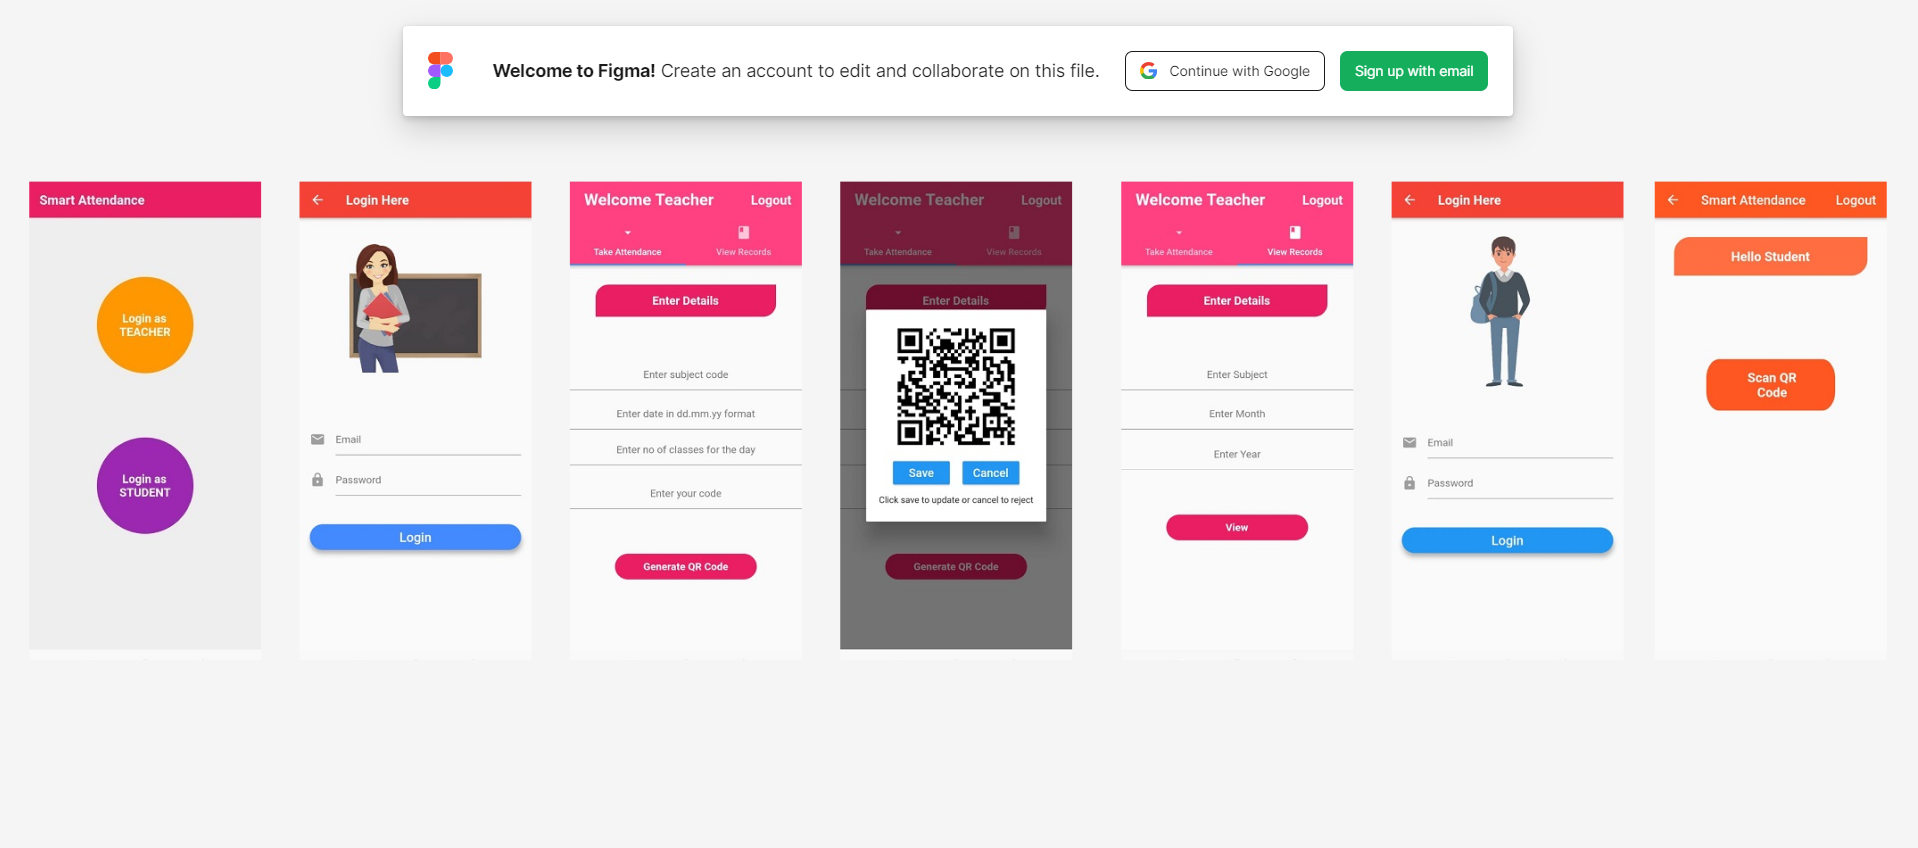 Welcome to Figma! Create an account to edit and collaborate on this file.
Continue with Google
Sign up with email
Smart Attendance
Login as
TEACHER
Login as
STUDENT
Login Here
Email
Password
Login
Welcome Teacher
Logout
Take Attendance
View Records
Enter Details
Enter subject code
Enter date in dd.mm.yy format
Enter no of classes for the day
Enter your code
Generate QR Code
Welcome Teacher
Logout
Take Attendance
View Records
Enter Details
Save
Cancel
Click save to update or cancel to reject
Generate QR Code
Welcome Teacher
Logout
Take Attendance
View Records
Enter Details
Enter Subject
Enter Month
Enter Year
View
Login Here
Email
Password
Login
Smart Attendance
Logout
Hello Student
Scan QR
Code